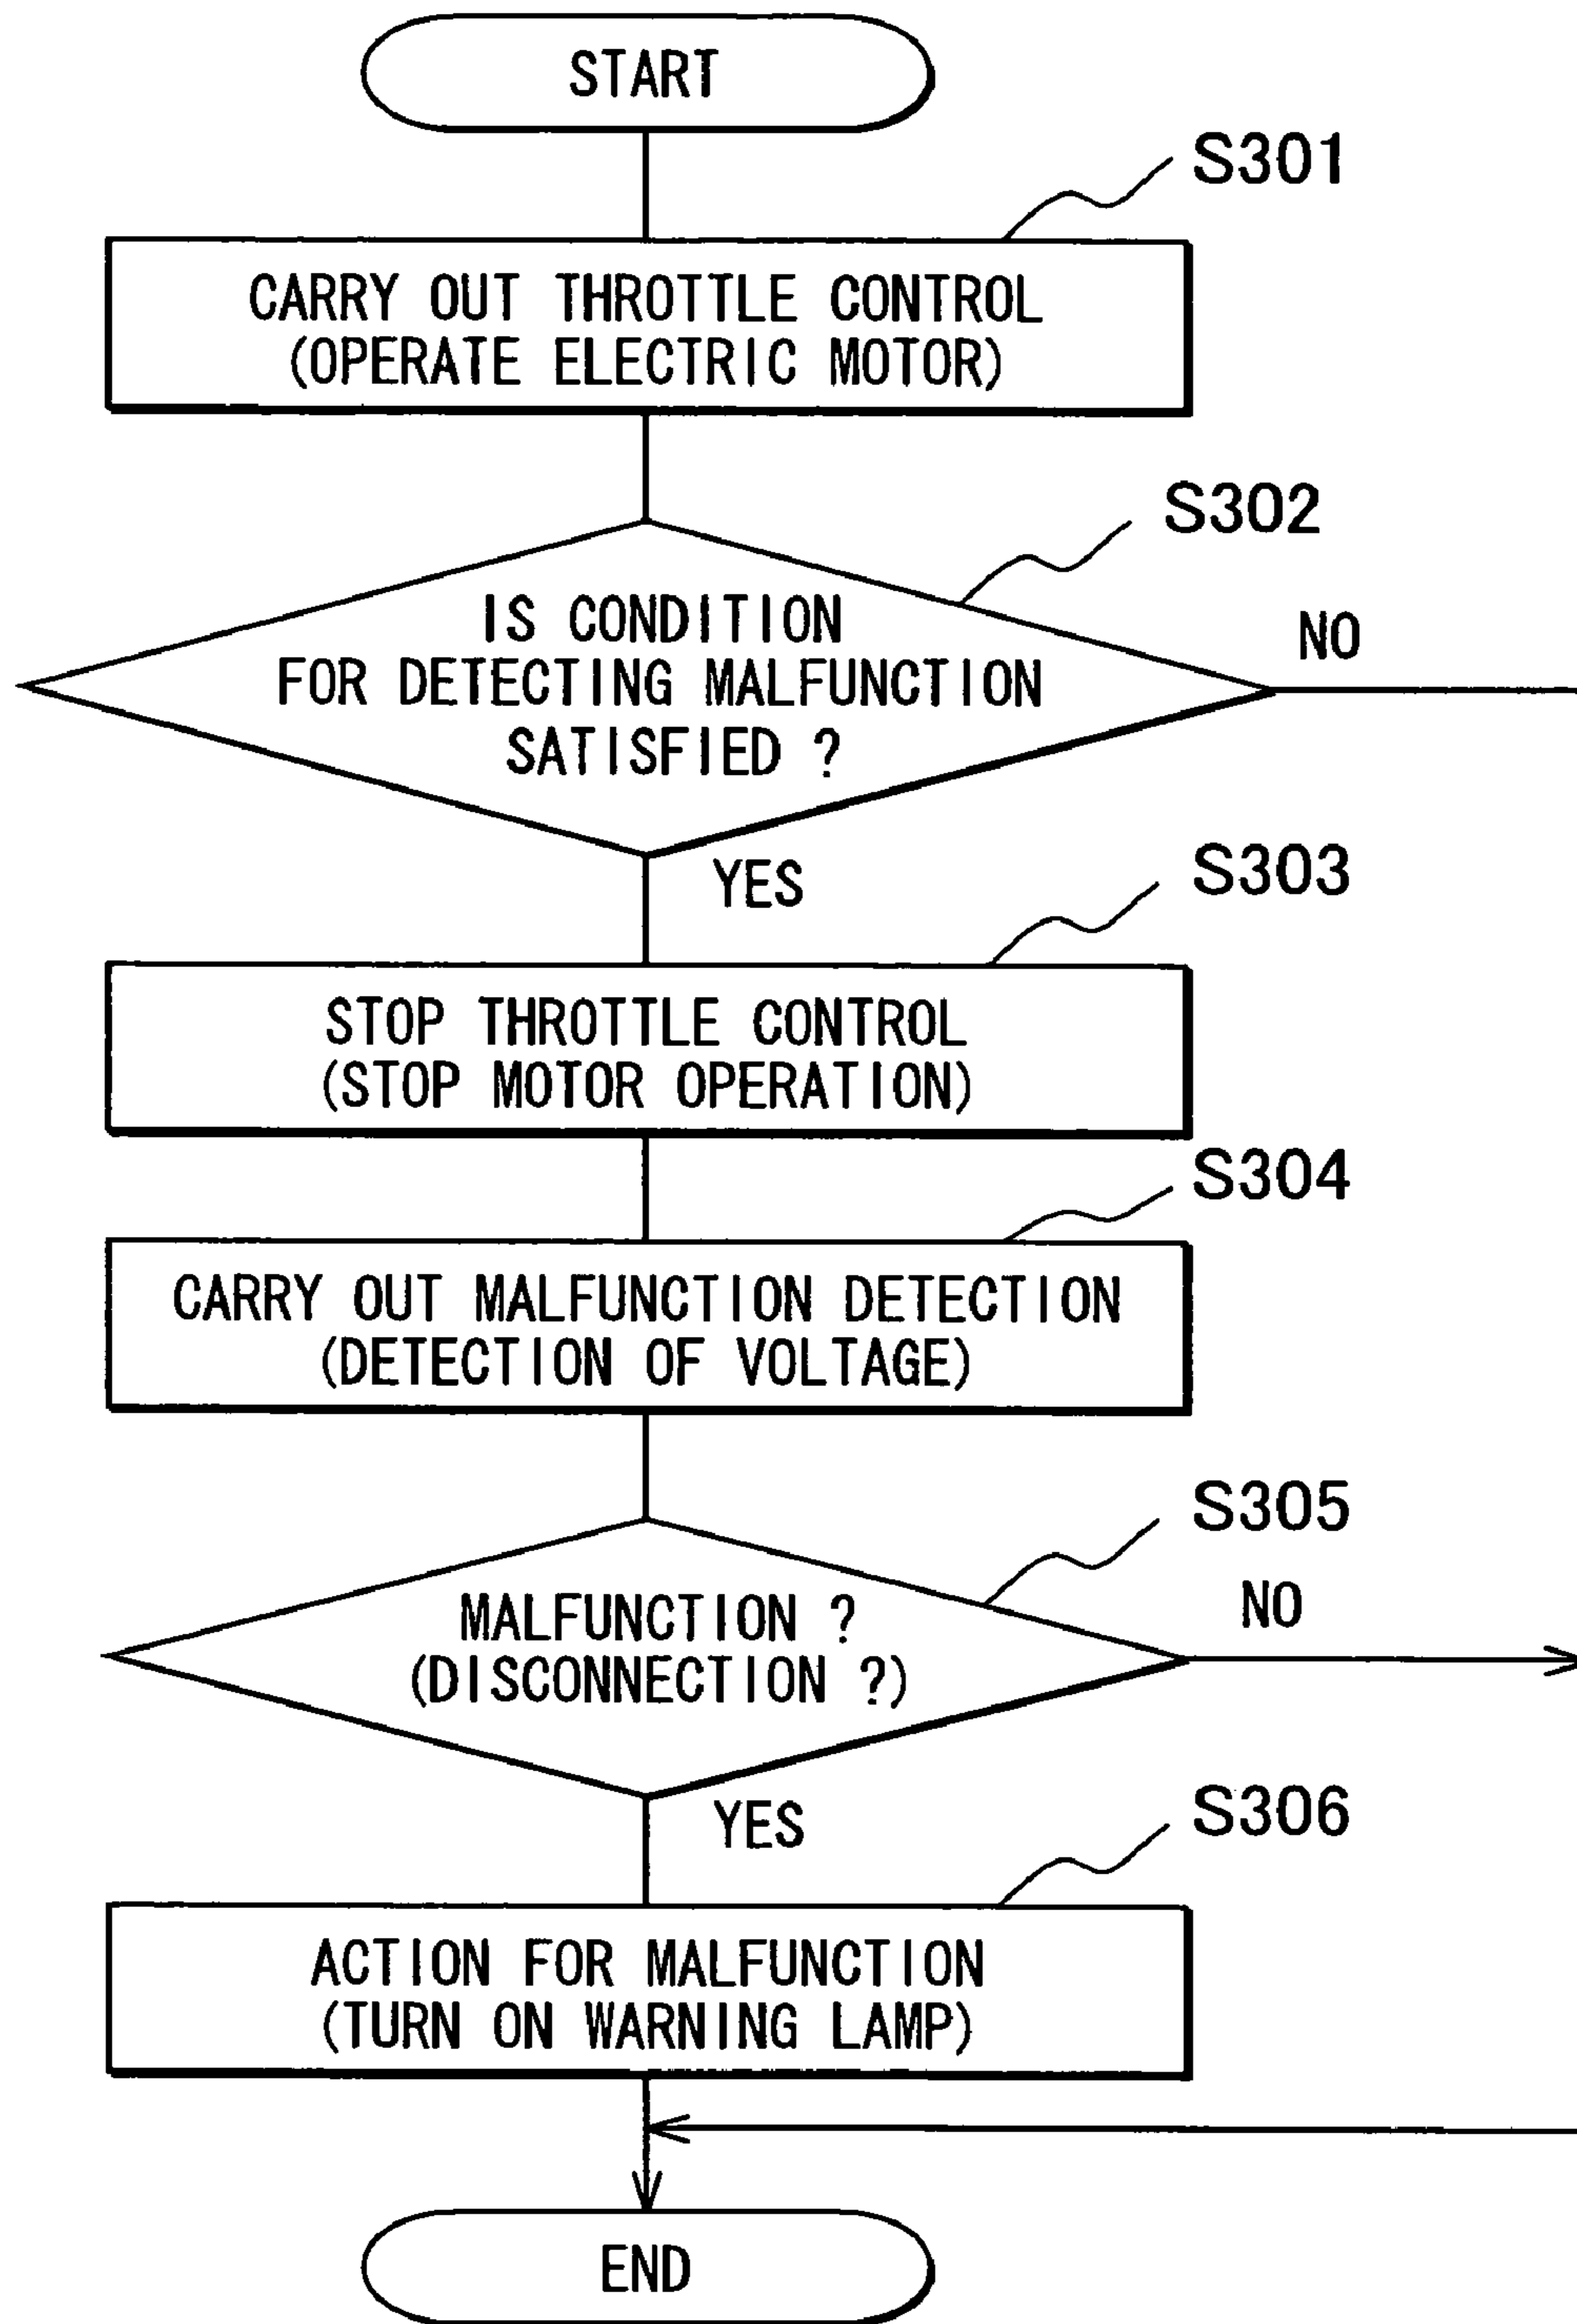 START
S301
CARRY OUT THROTTLE CONTROL
(OPERATE ELECTRIC MOTOR)
S302
IS CONDITION
FOR DETECTING MALFUNCTION
SATISFIED ?
NO
YES
S303
STOP THROTTLE CONTROL
(STOP MOTOR OPERATION)
S304
CARRY OUT MALFUNCTION DETECTION
(DETECTION OF VOLTAGE)
S305
MALFUNCTION ?
(DISCONNECTION ?)
NO
YES
S306
ACTION FOR MALFUNCTION
(TURN ON WARNING LAMP)
END